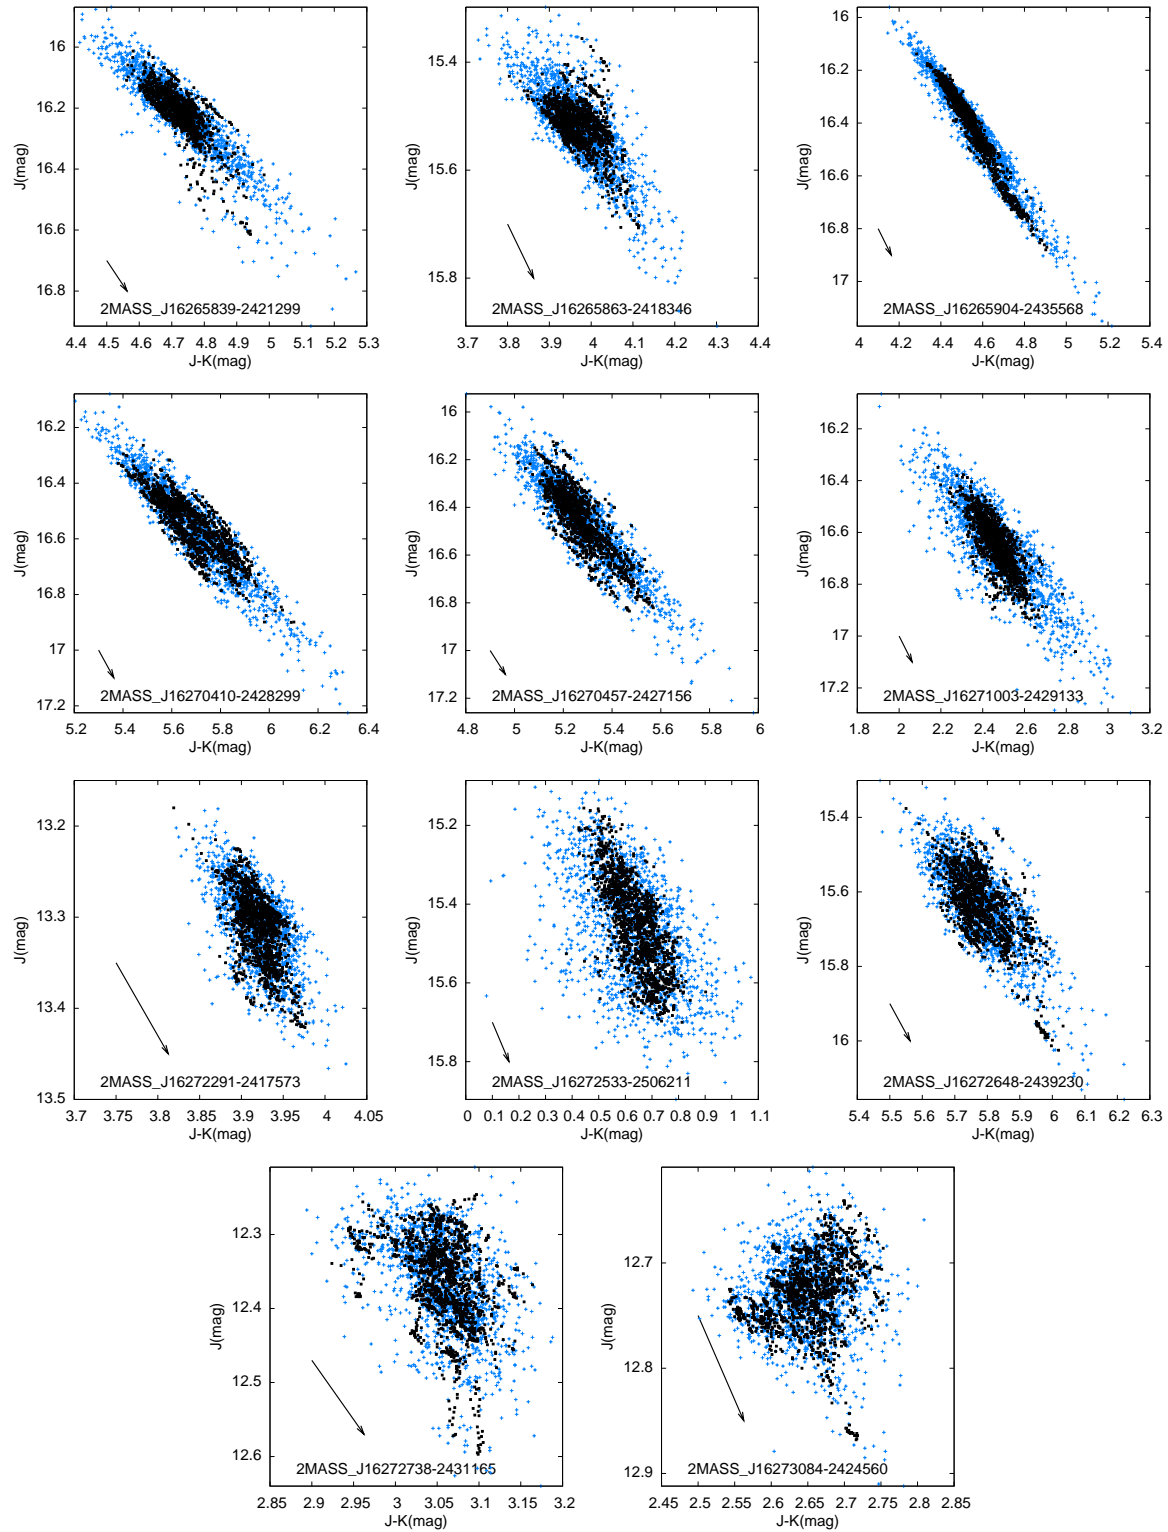 16
16.2
16.4
16.6
16.8
4.4 4.5 4.6 4.7 4.8 4.9 5 5.1 5.2 5.3
J(mag)
J-K(mag)
2MASS_J16265839-2421299
15.4
15.6
15.8
3.7 3.8 3.9 4 4.1 4.2 4.3 4.4
J(mag)
J-K(mag)
2MASS_J16265863-2418346
16
16.2
16.4
16.6
16.8
17
4 4.2 4.4 4.6 4.8 5 5.2 5.4
J(mag)
J-K(mag)
2MASS_J16265904-2435568
16.2
16.4
16.6
16.8
17
17.2
5.2 5.4 5.6 5.8 6 6.2 6.4
J(mag)
J-K(mag)
2MASS_J16270410-2428299
16
16.2
16.4
16.6
16.8
17
17.2
4.8 5 5.2 5.4 5.6 5.8 6
J(mag)
J-K(mag)
2MASS_J16270457-2427156
16.2
16.4
16.6
16.8
17
17.2
1.8 2 2.2 2.4 2.6 2.8 3 3.2
J(mag)
J-K(mag)
2MASS_J16271003-2429133
13.2
13.3
13.4
13.5
3.7 3.75 3.8 3.85 3.9 3.95 4 4.05
J(mag)
J-K(mag)
2MASS_J16272291-2417573
15.2
15.4
15.6
15.8
0 0.1 0.2 0.3 0.4 0.5 0.6 0.7 0.8 0.9 1 1.1
J(mag)
J-K(mag)
2MASS_J16272533-2506211
15.4
15.6
15.8
16
5.4 5.5 5.6 5.7 5.8 5.9 6 6.1 6.2 6.3
J(mag)
J-K(mag)
2MASS_J16272648-2439230
12.3
12.4
12.5
12.6
2.85 2.9 2.95 3 3.05 3.1 3.15 3.2
J(mag)
J-K(mag)
2MASS_J16272738-2431165
12.7
12.8
12.9
2.45 2.5 2.55 2.6 2.65 2.7 2.75 2.8 2.85
J(mag)
J-K(mag)
2MASS_J16273084-2424560